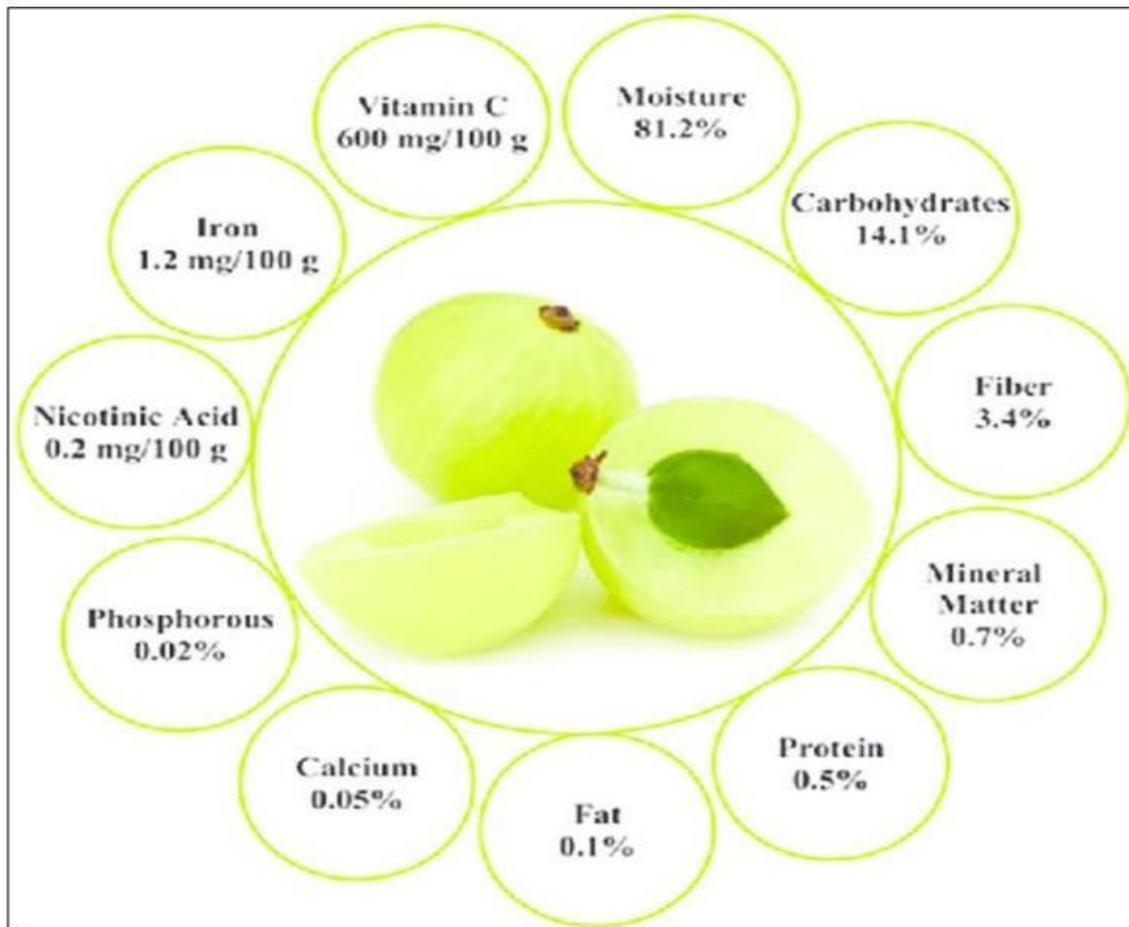 Vitamin C
600 mg/100 g
Moisture
81.2%
Carbohydrates
14.1%
Fiber
3.4%
Mineral
Matter
0.7%
Protein
0.5%
Fat
0.1%
Calcium
0.05%
Phosphorous
0.02%
Nicotinic Acid
0.2 mg/100 g
Iron
1.2 mg/100 g